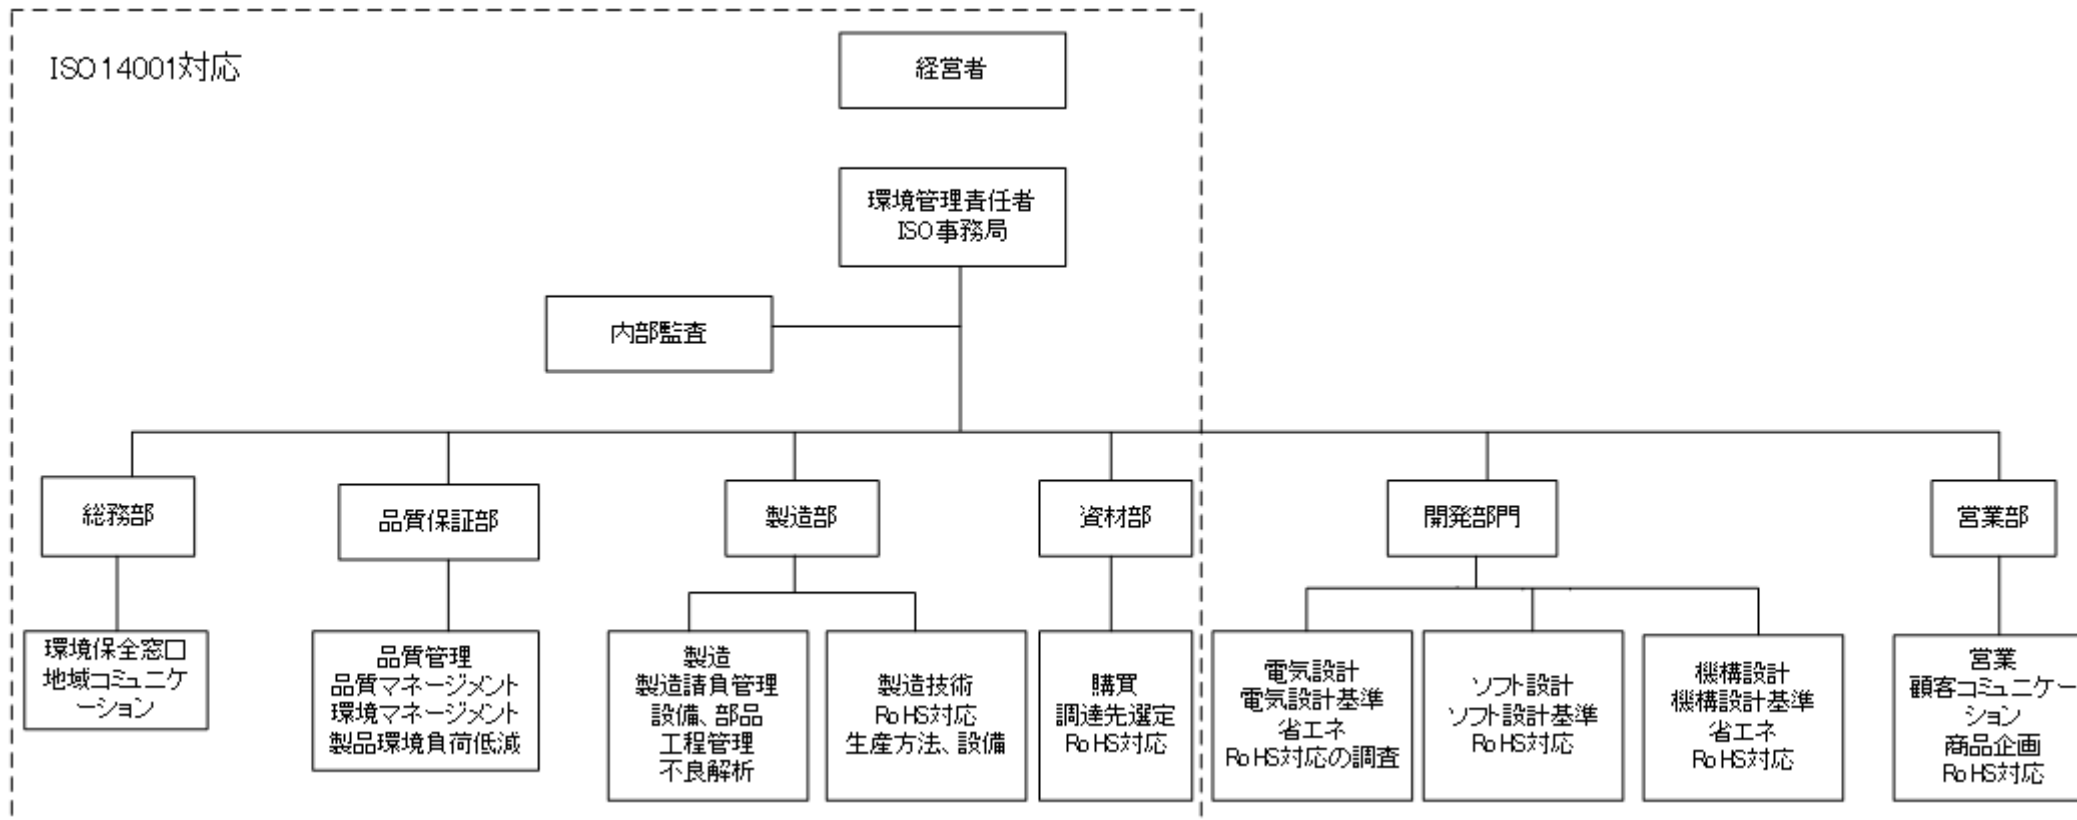 ISO14001対応
経営者
環境管理責任者
ISO事務局
内部監査
総務部
品質保証部
製造部
資材部
開発部門
営業部
環境保全窓口
地域コミュニケ
ーション
品質管理
品質マネージメント
環境マネージメント
製品環境負荷低減
製造
製造請負管理
設備、部品
工程管理
不良解析
製造技術
RoHS対応
生産方法、設備
購買
調達先選定
RoHS対応
電気設計
電気設計基準
省エネ
RoHS対応の調査
ソフト設計
ソフト設計基準
RoHS対応
機構設計
機構設計基準
省エネ
RoHS対応
営業
顧客コミュニケー
ション
商品企画
RoHS対応